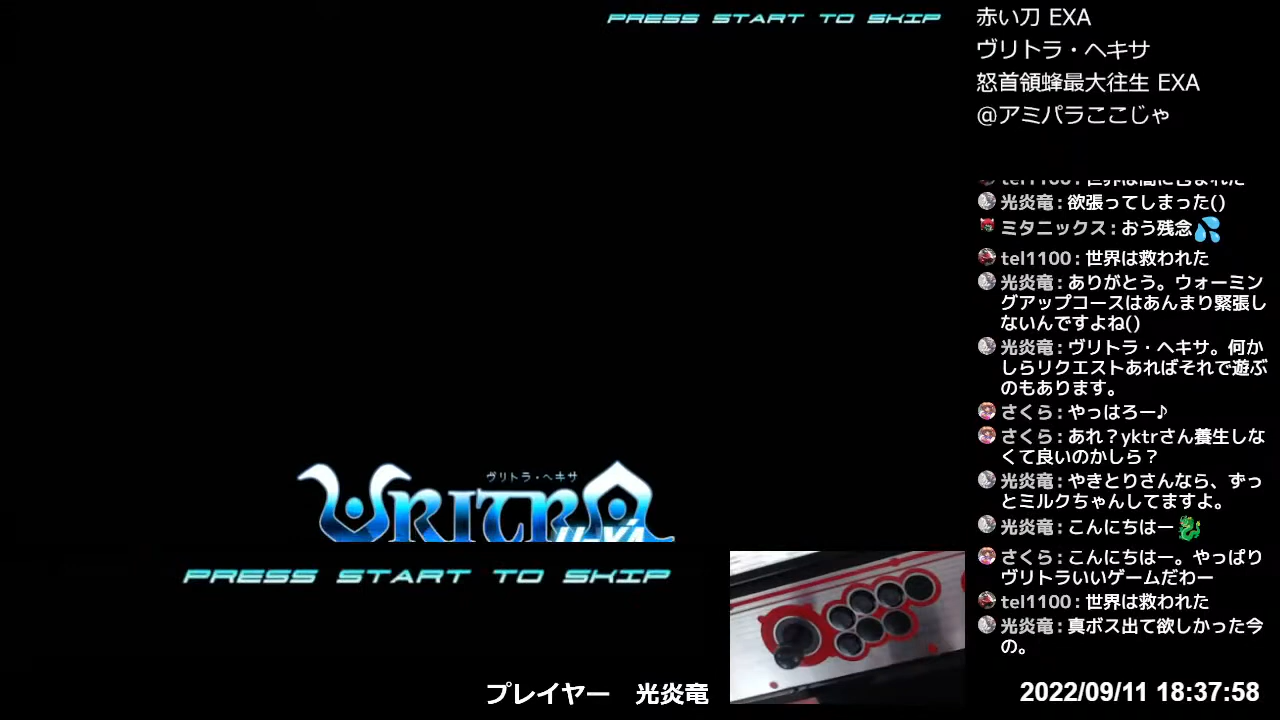 PRESS START TO SKIP
赤い刀 EXA
ヴリトラ・ヘキサ
怒首領蜂最大往生 EXA
@アミパラここじゃ
tel1100 : 世界は闇に包まれた
光炎竜 : 欲張ってしまった()
ミタニックス : おう残念💦
tel1100 : 世界は救われた
光炎竜 : ありがとう。ウォーミン
グアップコースはあんまり緊張し
ないんですよね()
光炎竜 : ヴリトラ・ヘキサ。何か
しらリクエストあればそれで遊ぶ
のもあります。
さくら : やっはろー♪
さくら : あれ？yktrさん養生しな
くて良いのかしら？
光炎竜 : やきとりさんなら、ずっ
とミルクちゃんしてますよ。
光炎竜 : こんにちはー🐉
さくら : こんにちはー。やっぱり
ヴリトラいいゲームだわー
tel1100 : 世界は救われた
光炎竜 : 真ボス出て欲しかった今
の。
ヴリトラ・ヘキサ
VRITRA
HEXA
PRESS START TO SKIP
プレイヤー 光炎竜
2022/09/11 18:37:58